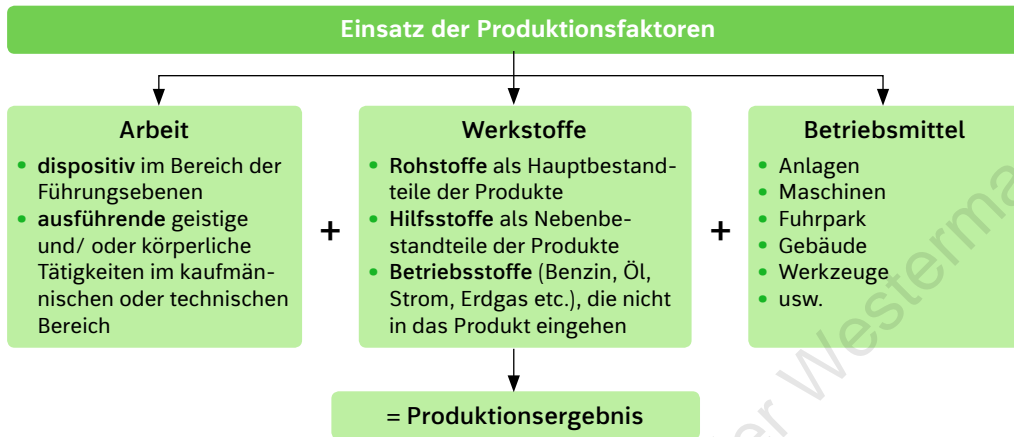 Einsatz der Produktionsfaktoren
Arbeit
• dispositiv im Bereich der
Führungsebenen
• ausführende geistige
und/ oder körperliche
Tätigkeiten im kaufmän-
nischen oder technischen
Bereich
+
Werkstoffe
• Rohstoffe als Hauptbestand-
teile der Produkte
• Hilfsstoffe als Nebenbe-
standteile der Produkte
• Betriebsstoffe (Benzin, Öl,
Strom, Erdgas etc.), die nicht
in das Produkt eingehen
+
Betriebsmittel
• Anlagen
• Maschinen
• Fuhrpark
• Gebäude
• Werkzeuge
• usw.
= Produktionsergebnis